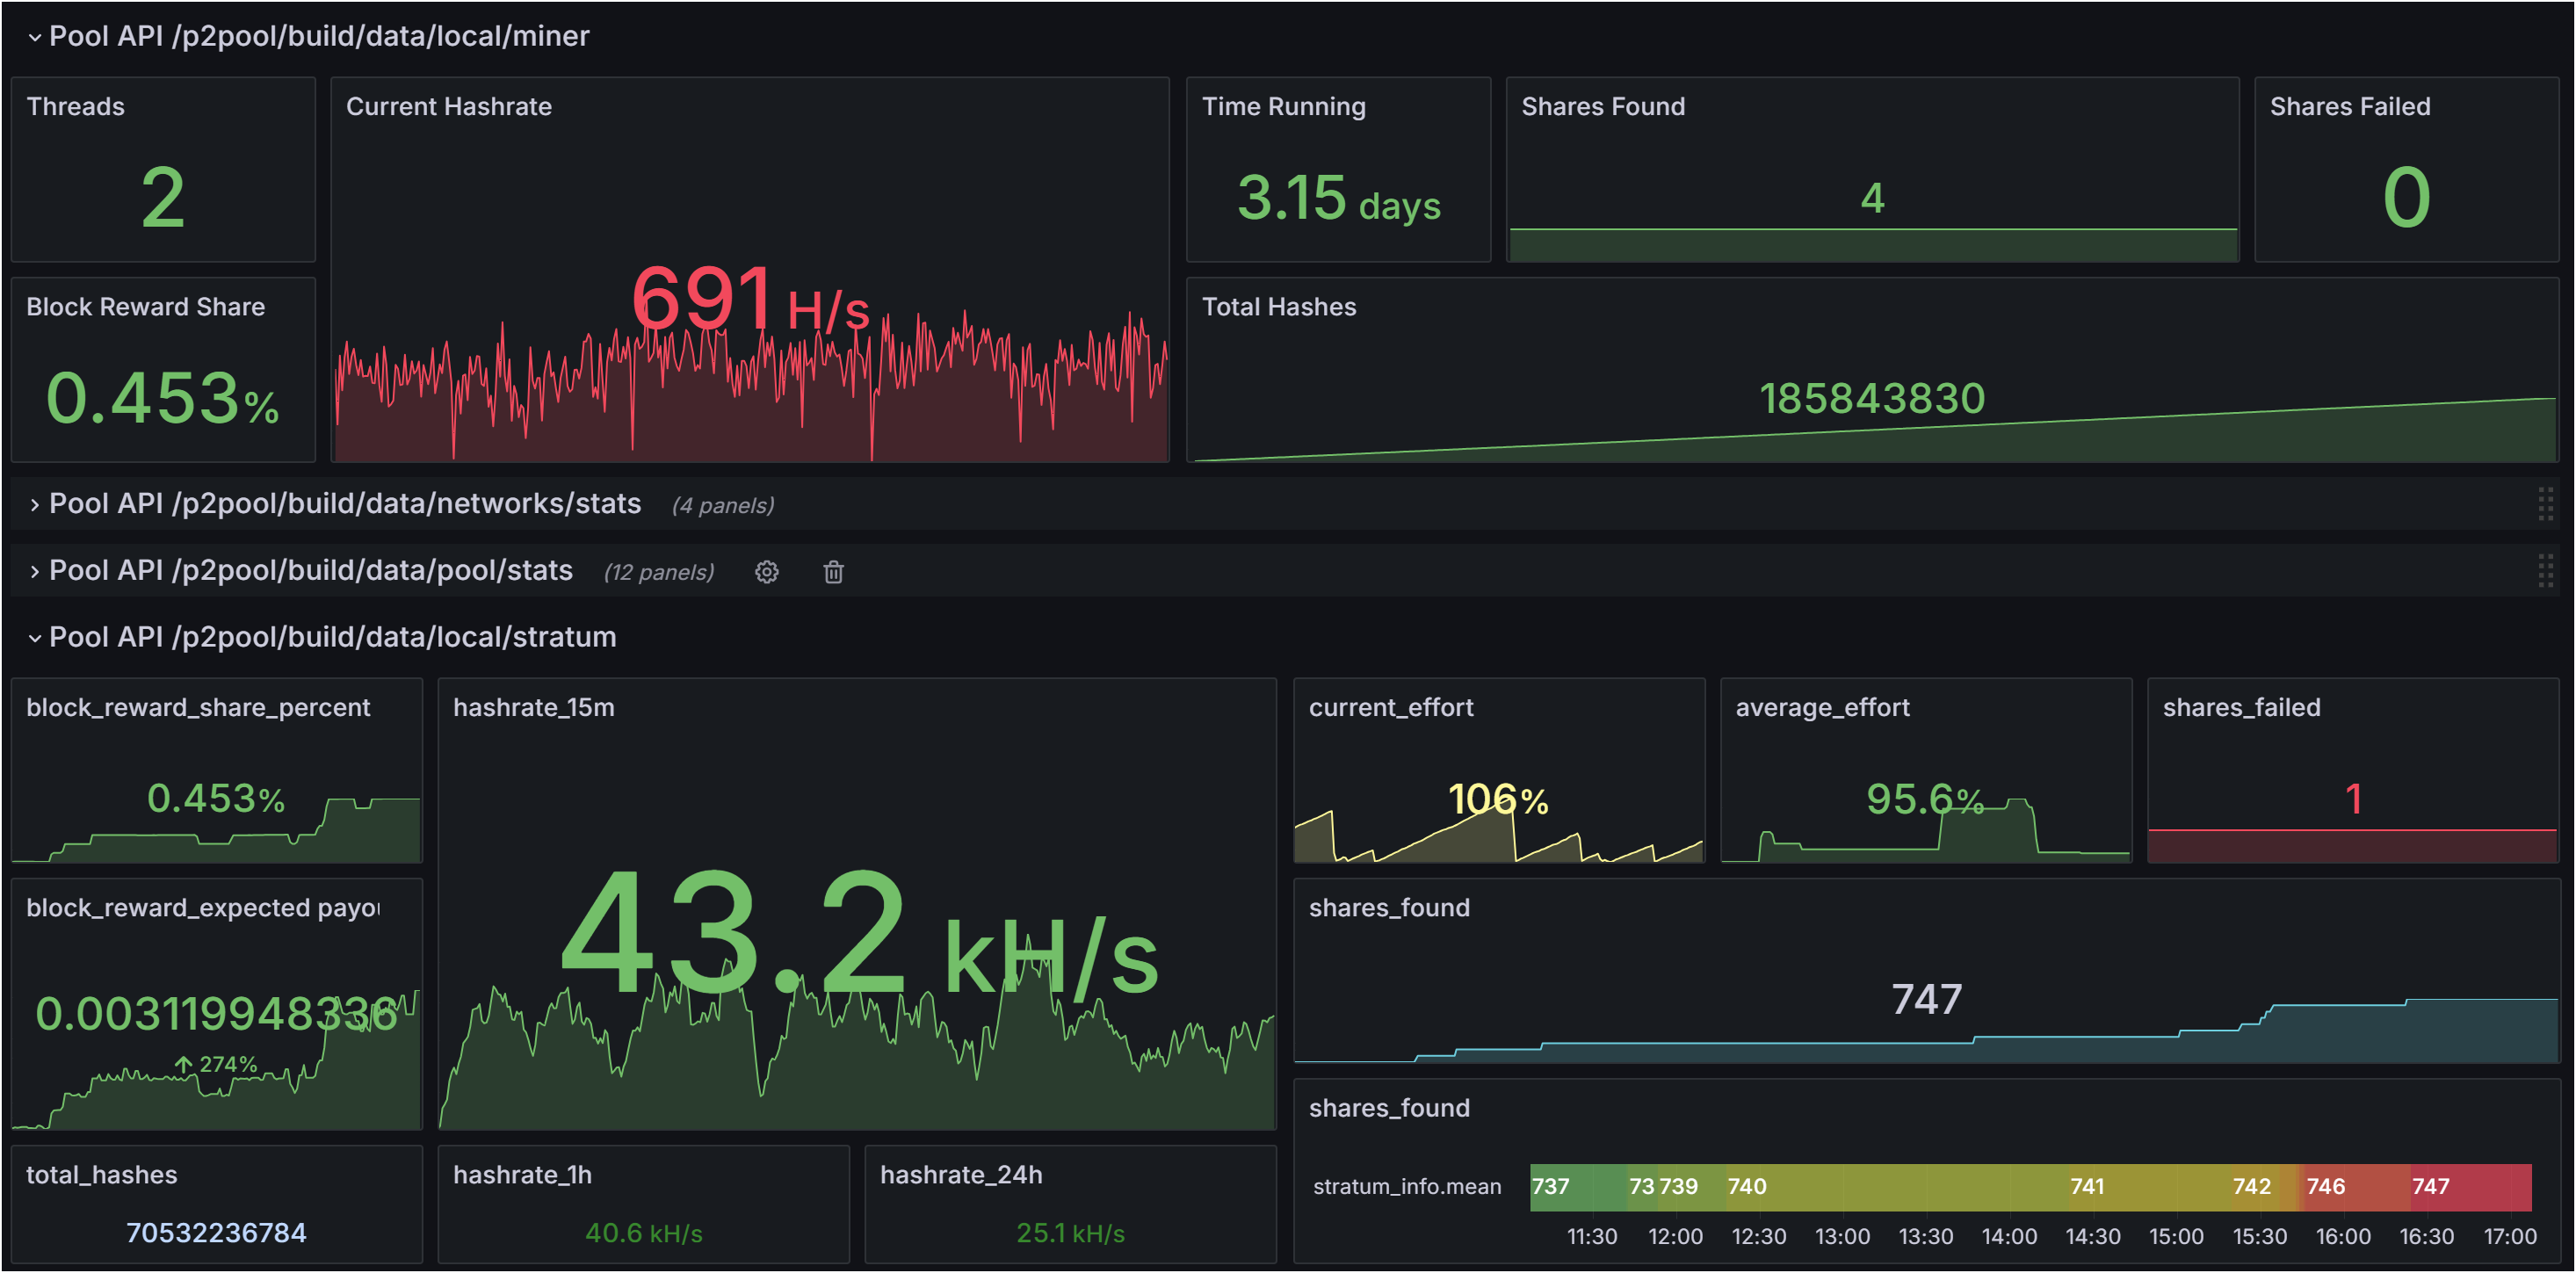 Pool API /p2pool/build/data/local/miner
Threads
2
Current Hashrate
691 H/s
Time Running
3.15 days
Shares Found
4
Shares Failed
0
Block Reward Share
0.453%
Total Hashes
185843830
Pool API /p2pool/build/data/networks/stats (4 panels)
Pool API /p2pool/build/data/pool/stats (12 panels)
Pool API /p2pool/build/data/local/stratum
block_reward_share_percent
0.453%
hashrate_15m
43.2 kH/s
current_effort
106%
average_effort
95.6%
shares_failed
1
block_reward_expected payou
0.003119948336
274%
shares_found
747
total_hashes
70532236784
hashrate_1h
40.6 kH/s
hashrate_24h
25.1 kH/s
shares_found
stratum_info.mean 737 73 739 740 741 742 746 747
11:30 12:00 12:30 13:00 13:30 14:00 14:30 15:00 15:30 16:00 16:30 17:00